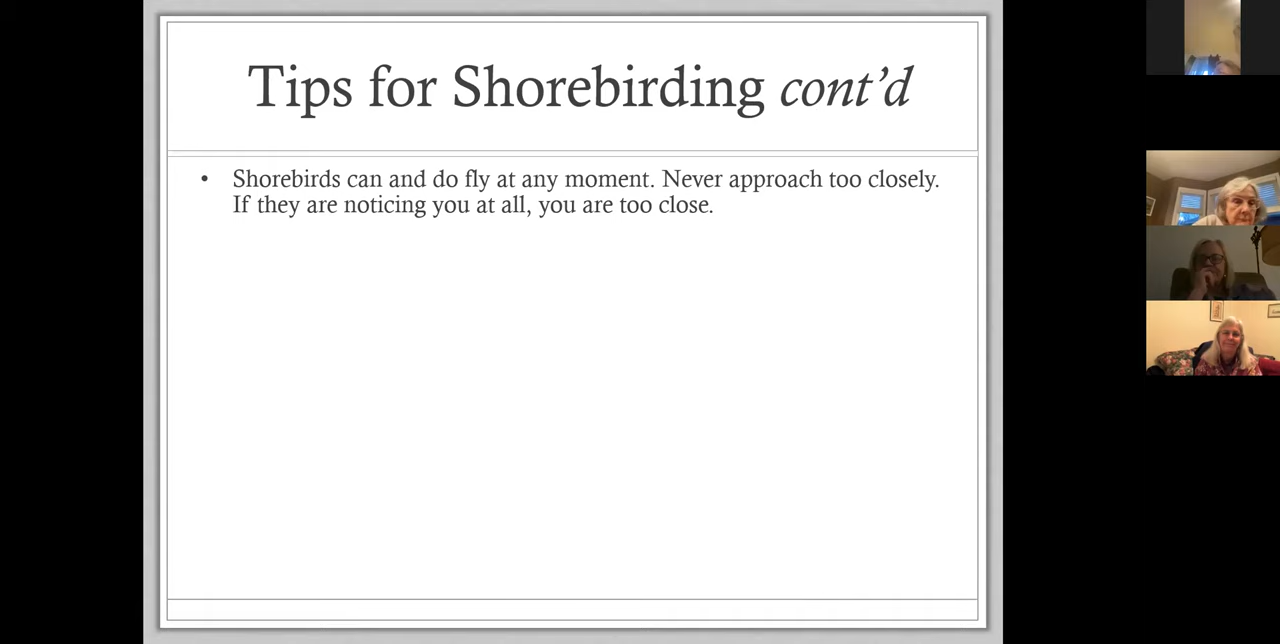 Tips for Shorebirding cont’d
• Shorebirds can and do fly at any moment. Never approach too closely.
If they are noticing you at all, you are too close.